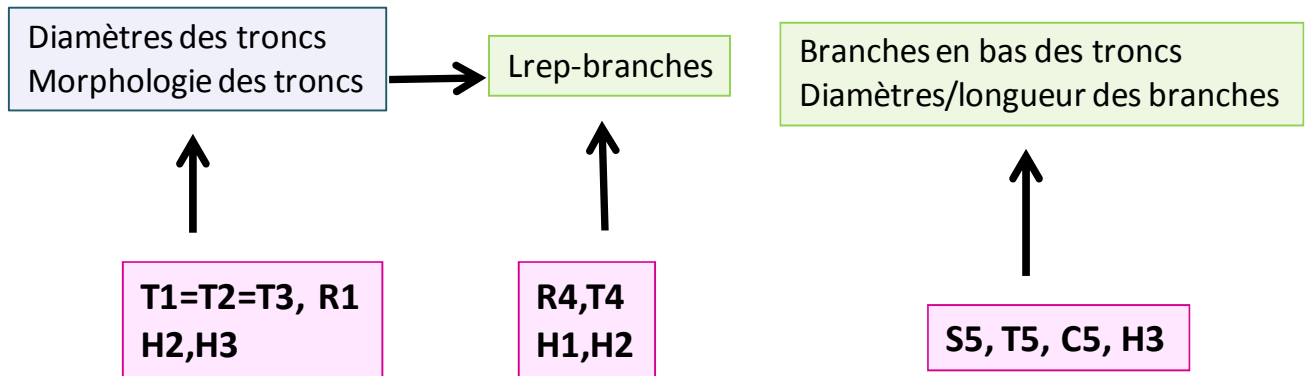 Diamètres des troncs
Morphologie des troncs
Lrep-branches
Branches en bas des troncs
Diamètres/longueur des branches
T1=T2=T3, R1
H2,H3
R4,T4
H1,H2
S5, T5, C5, H3